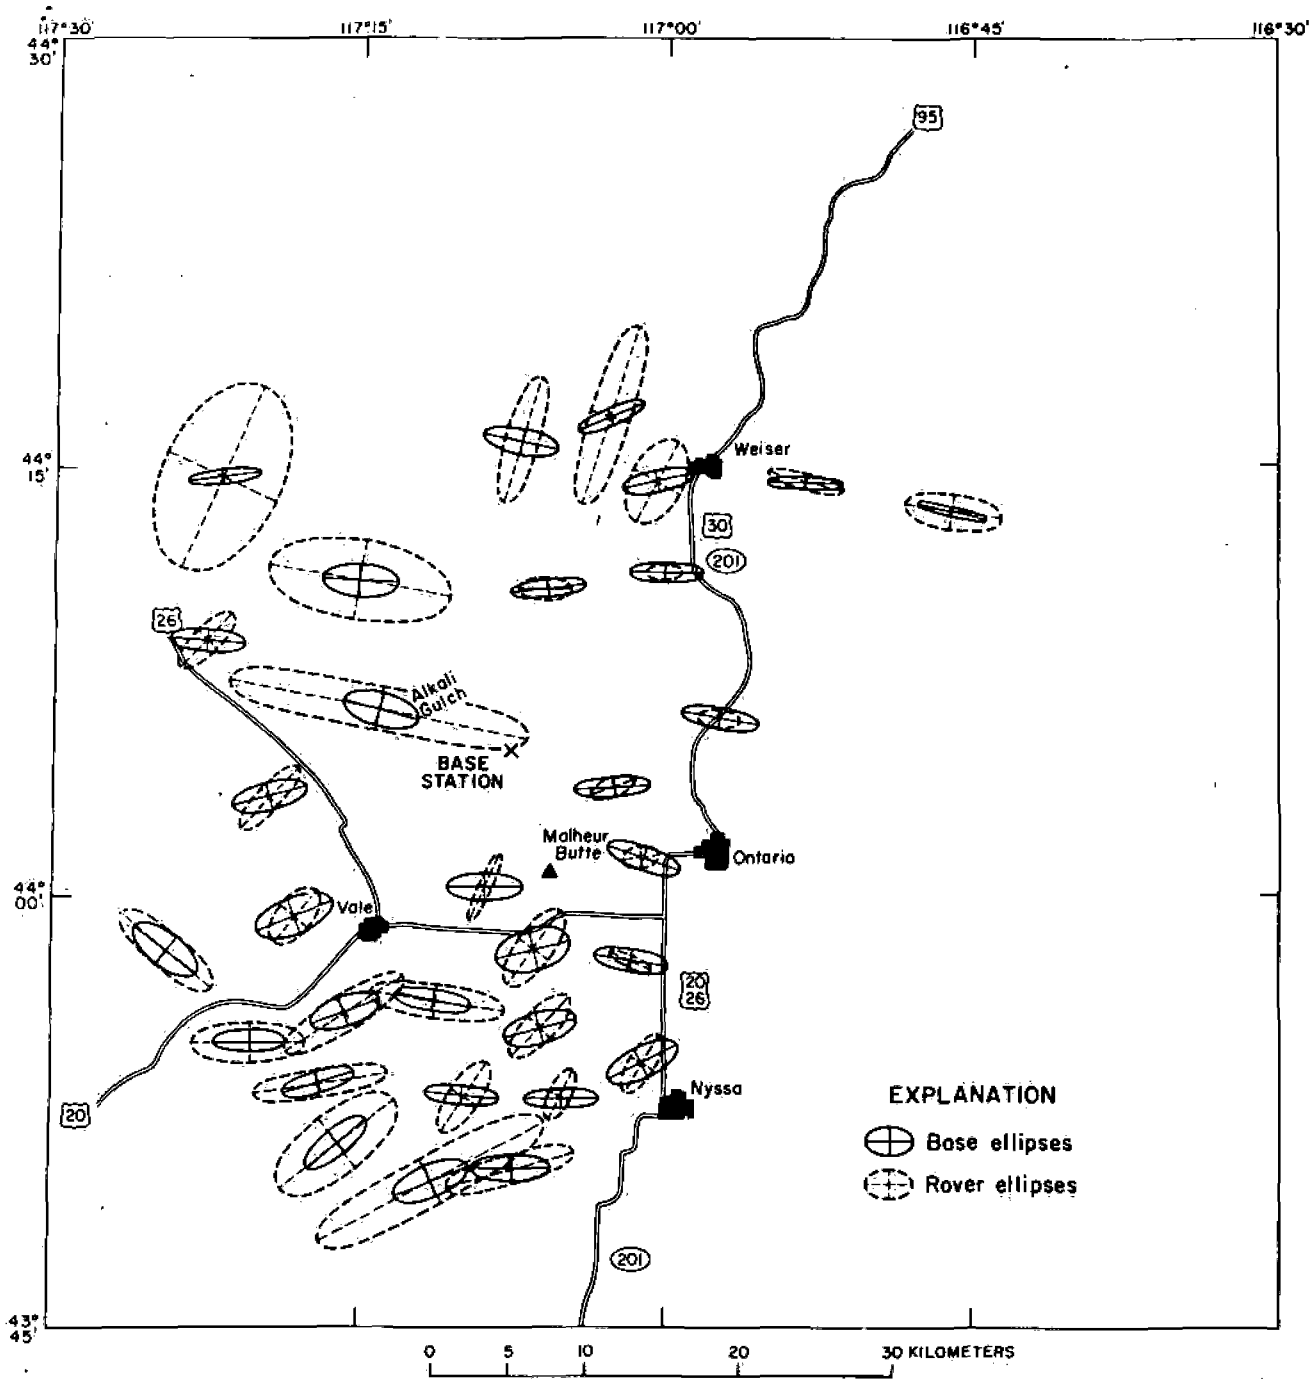 117°30' 117°15' 117°00' 116°45' 116°30'
44°
30'
95
Weiser
44°
15'
30
201
26
Alkali
Gulch
BASE
STATION
Malheur
Butte
Ontario
44°
00'
Vale
20
26
Nyssa
20
EXPLANATION
Base ellipses
Rover ellipses
201
43°
45'
0 5 10 20 30 KILOMETERS